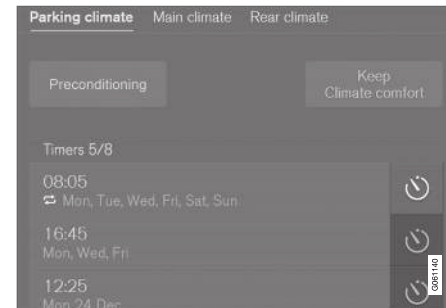 Parking climate Main climate Rear climate
Preconditioning
Keep
Climate comfort
Timers 5/8
08:05
Mon, Tue, Wed, Fri, Sat, Sun
16:45
Mon, Wed, Fri
12:25
Mon 24 Dec
G061140